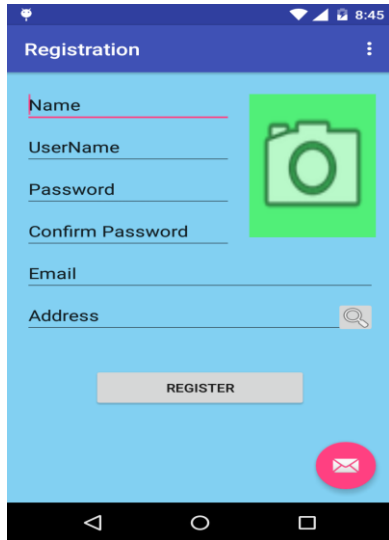 8:45
Registration
Name
UserName
Password
Confirm Password
Email
Address
REGISTER